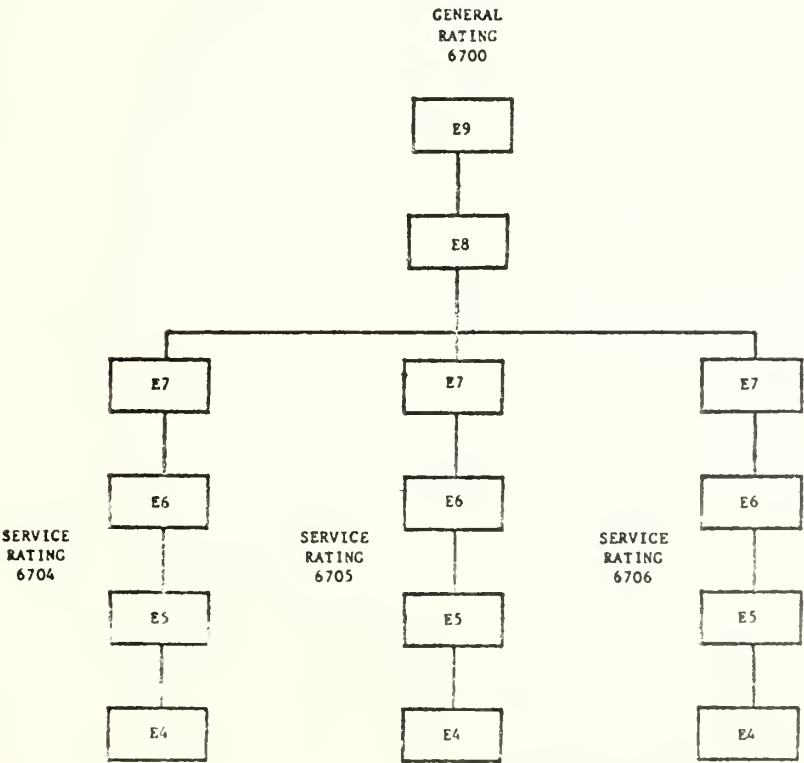 GENERAL
RATING
6700
E9
E8
E7
E7
E7
E6
E6
E6
SERVICE
RATING
6704
SERVICE
RATING
6705
SERVICE
RATING
6706
E5
E5
E5
E4
E4
E4